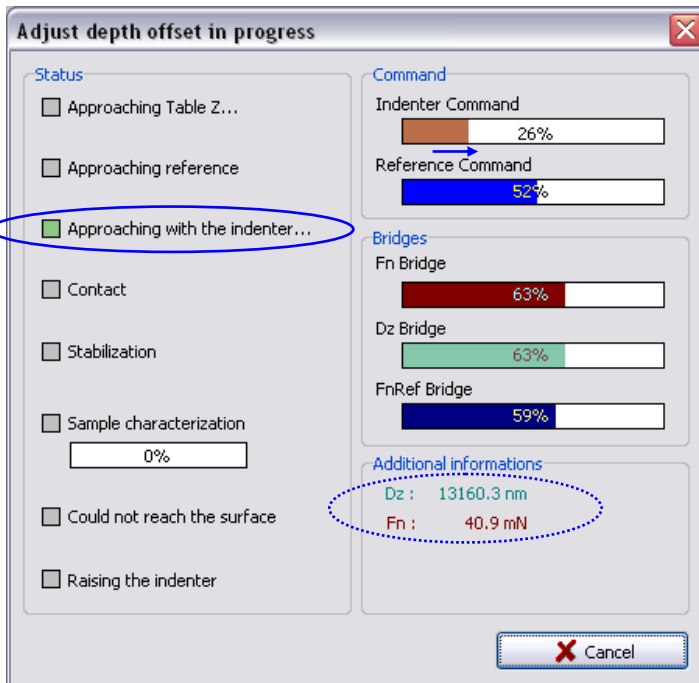 Adjust depth offset in progress
Status
Approaching Table Z...
Approaching reference
Approaching with the indenter...
Contact
Stabilization
Sample characterization
0%
Could not reach the surface
Raising the indenter
Command
Indenter Command
26%
Reference Command
52%
Bridges
Fn Bridge
63%
Dz Bridge
63%
FnRef Bridge
59%
Additional informations
Dz : 13160.3 nm
Fn : 40.9 mN
Cancel